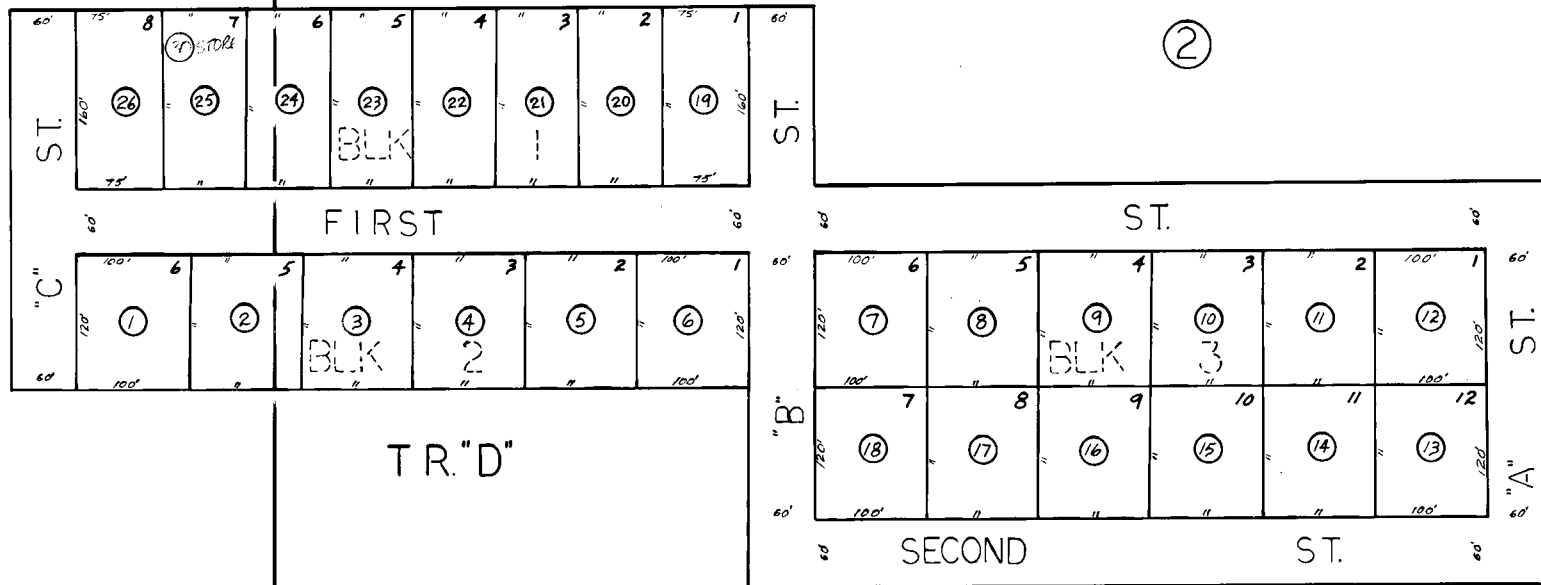 60' 75' 8 " 7 " 6 " 5 " 4 " 3 " 2 75' 1 60'
STORE
2
160' 26 " 25 " 24 " 23 " 22 " 21 " 20 " 19 160'
ST. ST.
BLK 1
75' " " " " " " 75'
60' FIRST 60' 60' ST. 60'
100' 6 " 5 " 4 " 3 " 2 100' 1 60' 100' 6 " 5 " 4 " 3 " 2 100' 1 60'
"C"
120' 1 " 2 " 3 " 4 " 5 " 6 120' 120' 7 " 8 " 9 " 10 " 11 " 12 120' ST.
BLK 2 BLK 3
60' 100' " " " " 100' 100' " " " " 100'
"B" 7 8 9 10 11 12
TR. "D"
120' 18 " 17 " 16 " 15 " 14 " 13 120'
"A"
60' 100' " " " " 100' 60'
60' SECOND ST. 60'